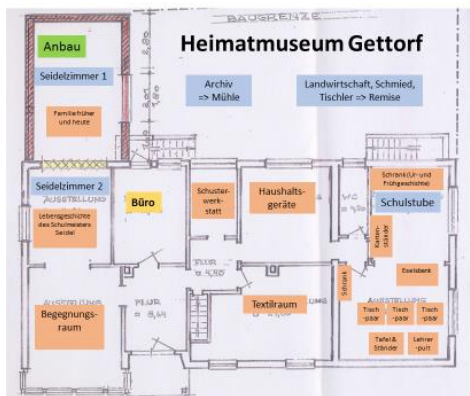 BAUGRENZE
Anbau
Heimatmuseum Gettorf
Seidelzimmer 1
Archiv
=> Mühle
Landwirtschaft, Schmied,
Tischler => Remise
Familie früher
und heute
Seidelzimmer 2
Lebensgeschichte
des Schulmeisters
Seidel
Büro
Schuster
werk-
statt
Haushalts-
geräte
WC
Schrank (Ur- und
Frühgeschichte)
Schulstube
Karten-
ständer
FLUR
Schrank
Eselsbank
Begegnungs-
raum
FLUR
Textilraum
AUSSTELLUNG
Tisch
-paar
Tisch
-paar
Tisch
-paar
Tafel &
Ständer
Lehrer
-pult